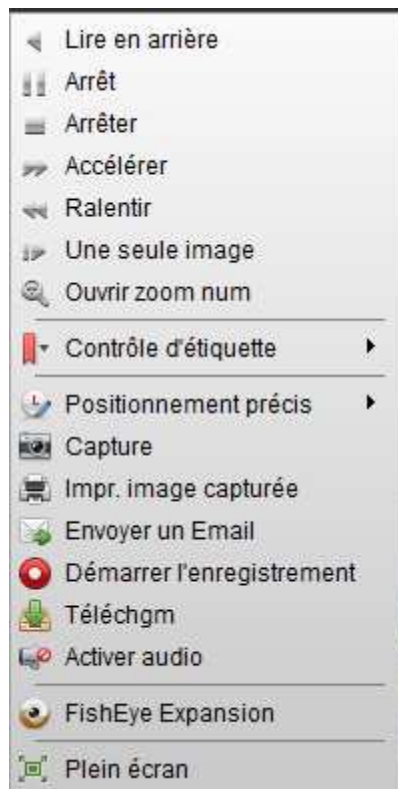 Lire en arrière
Arrêt
Arrêter
Accélérer
Ralentir
Une seule image
Ouvrir zoom num
Contrôle d'étiquette
Positionnement précis
Capture
Impr. image capturée
Envoyer un Email
Démarrer l'enregistrement
Téléchgm
Activer audio
FishEye Expansion
Plein écran